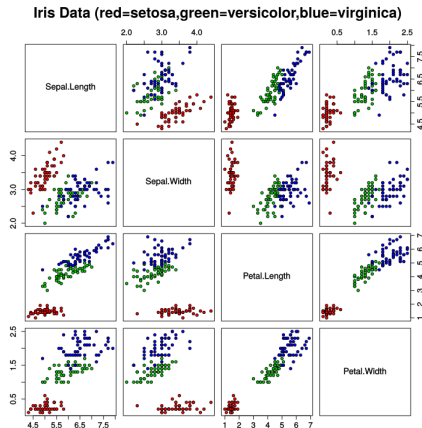 Iris Data (red=setosa,green=versicolor,blue=virginica)
2.0 3.0 4.0 0.5 1.5 2.5
Sepal.Length
4.5 5.5 6.5 7.5
Sepal.Width
2.0 3.0 4.0
Petal.Length
1 2 3 4 5 6 7
Petal.Width
0.5 1.5 2.5
4.5 5.5 6.5 7.5 1 2 3 4 5 6 7